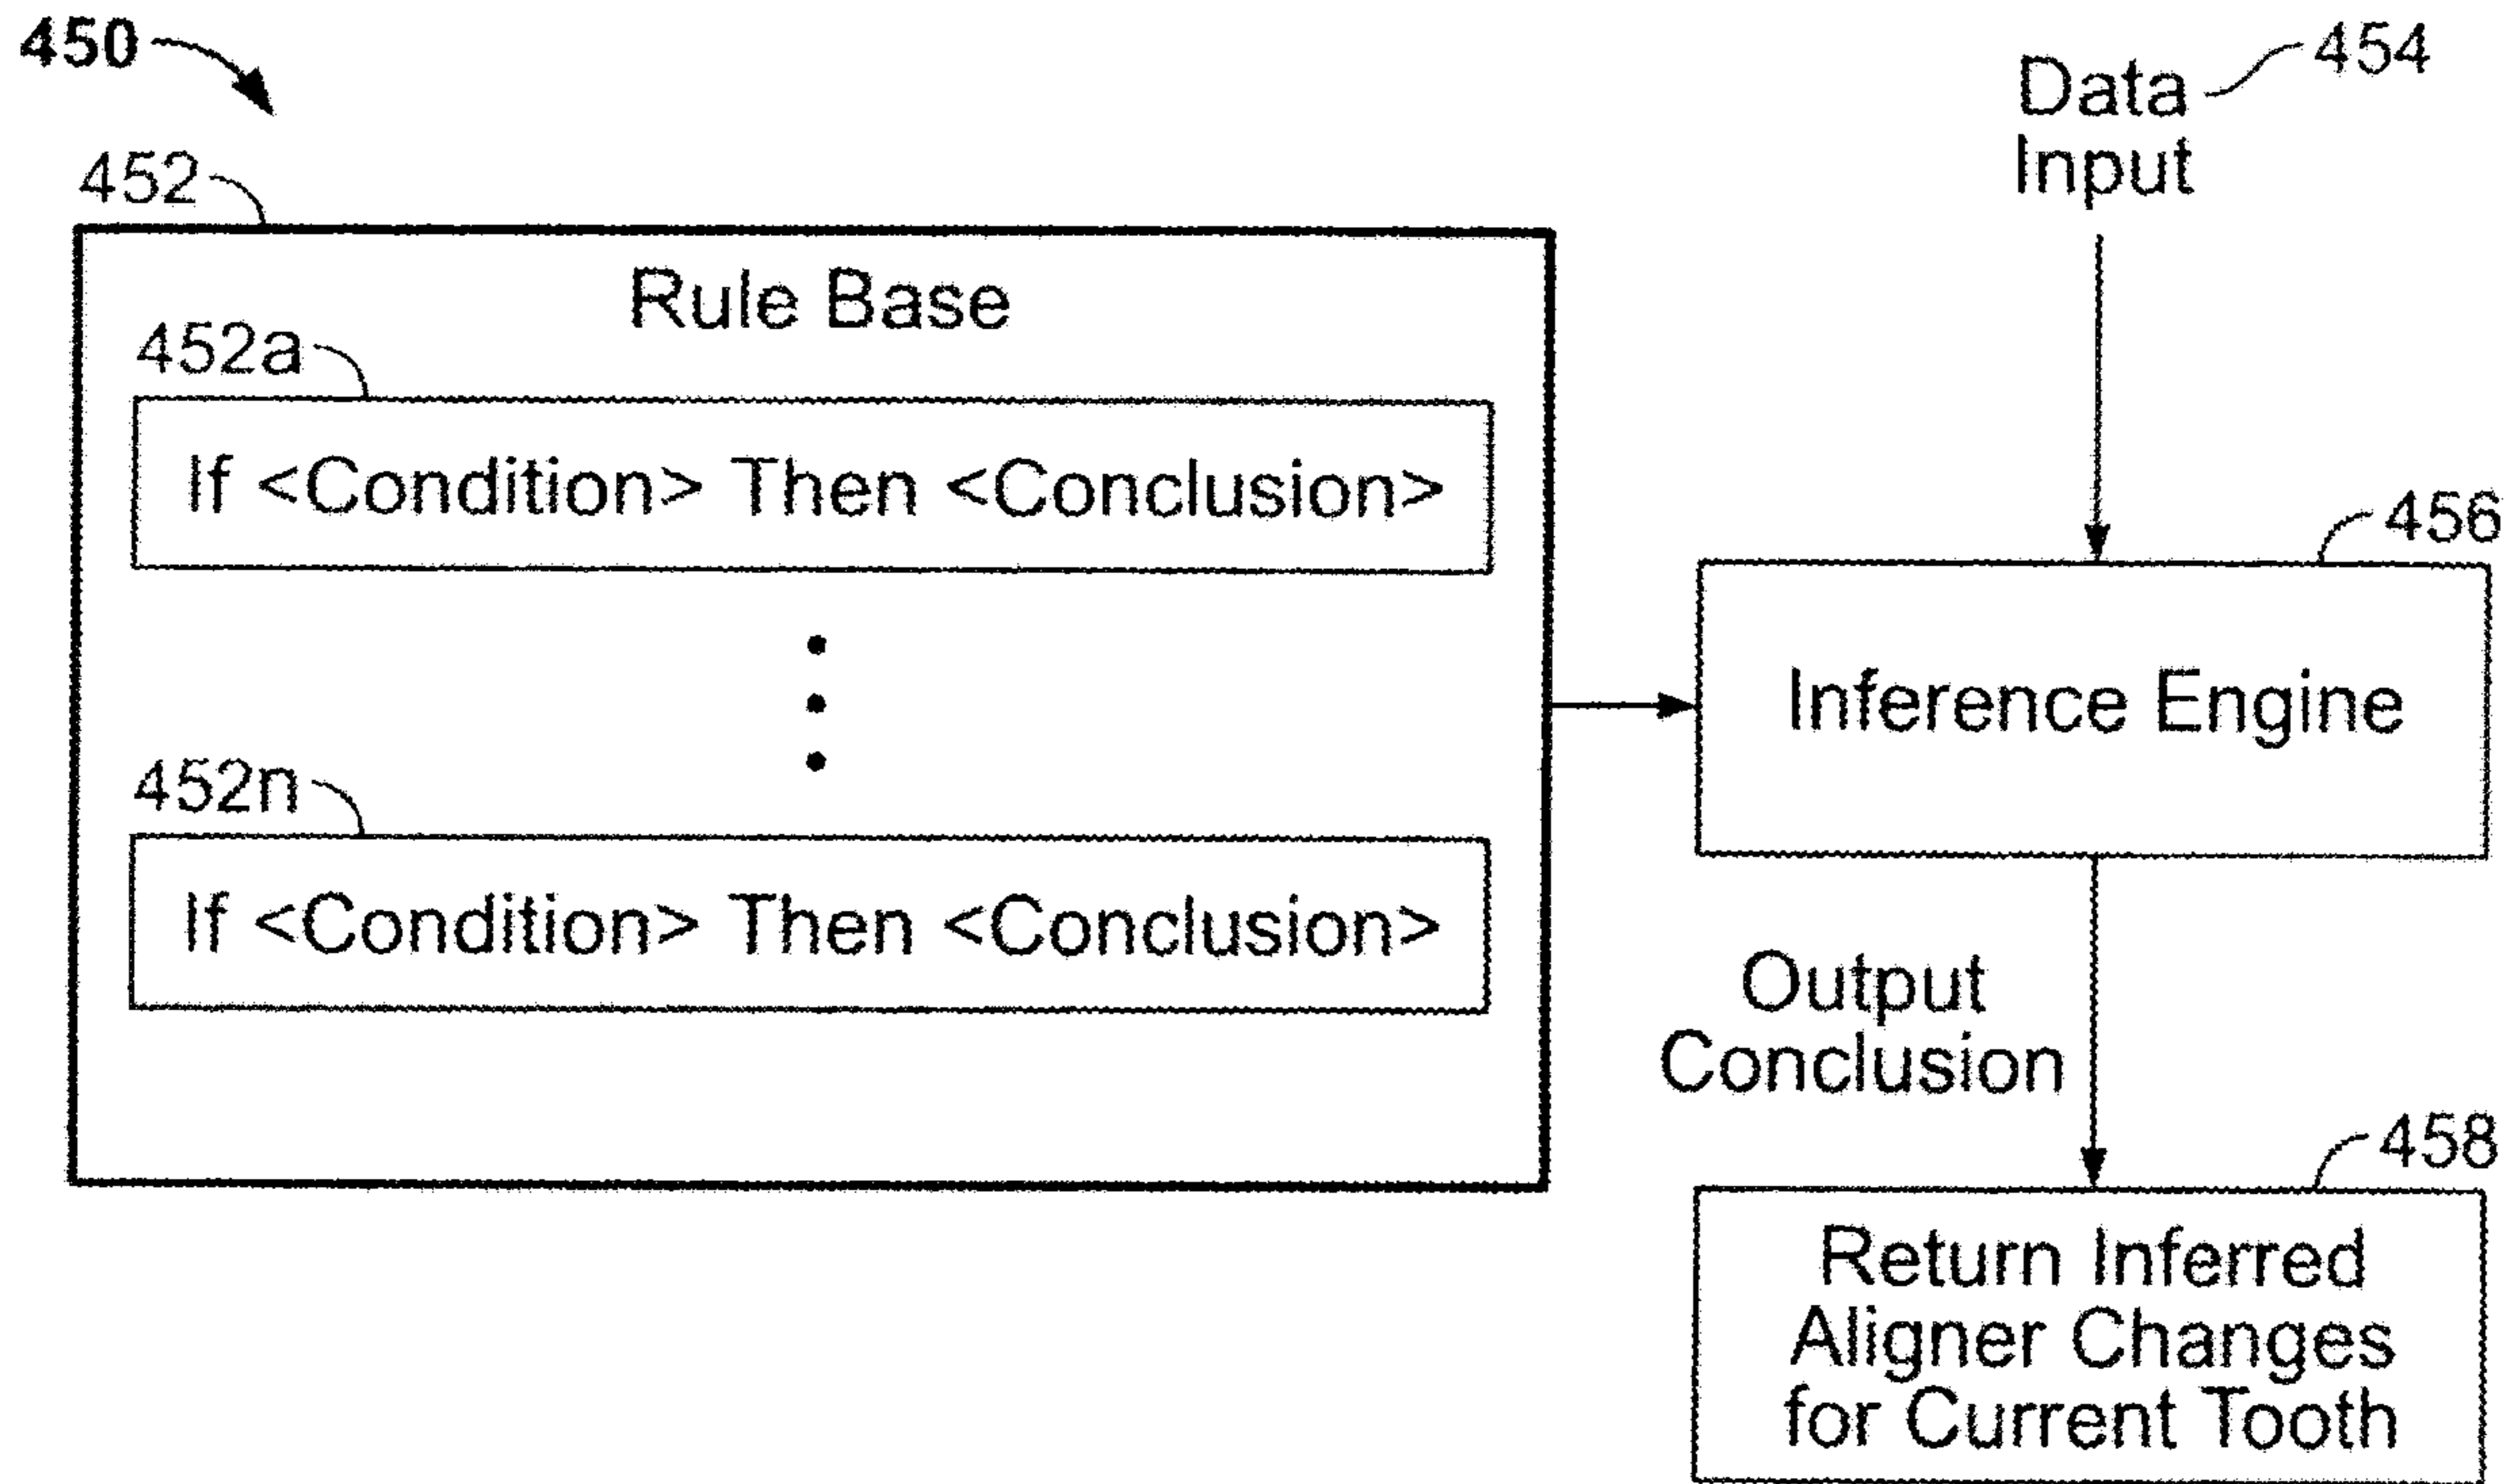 450
452
Rule Base
452a
If <Condition> Then <Conclusion>
452n
If <Condition> Then <Conclusion>
454
Data
Input
456
Inference Engine
Output
Conclusion
458
Return Inferred
Aligner Changes
for Current Tooth